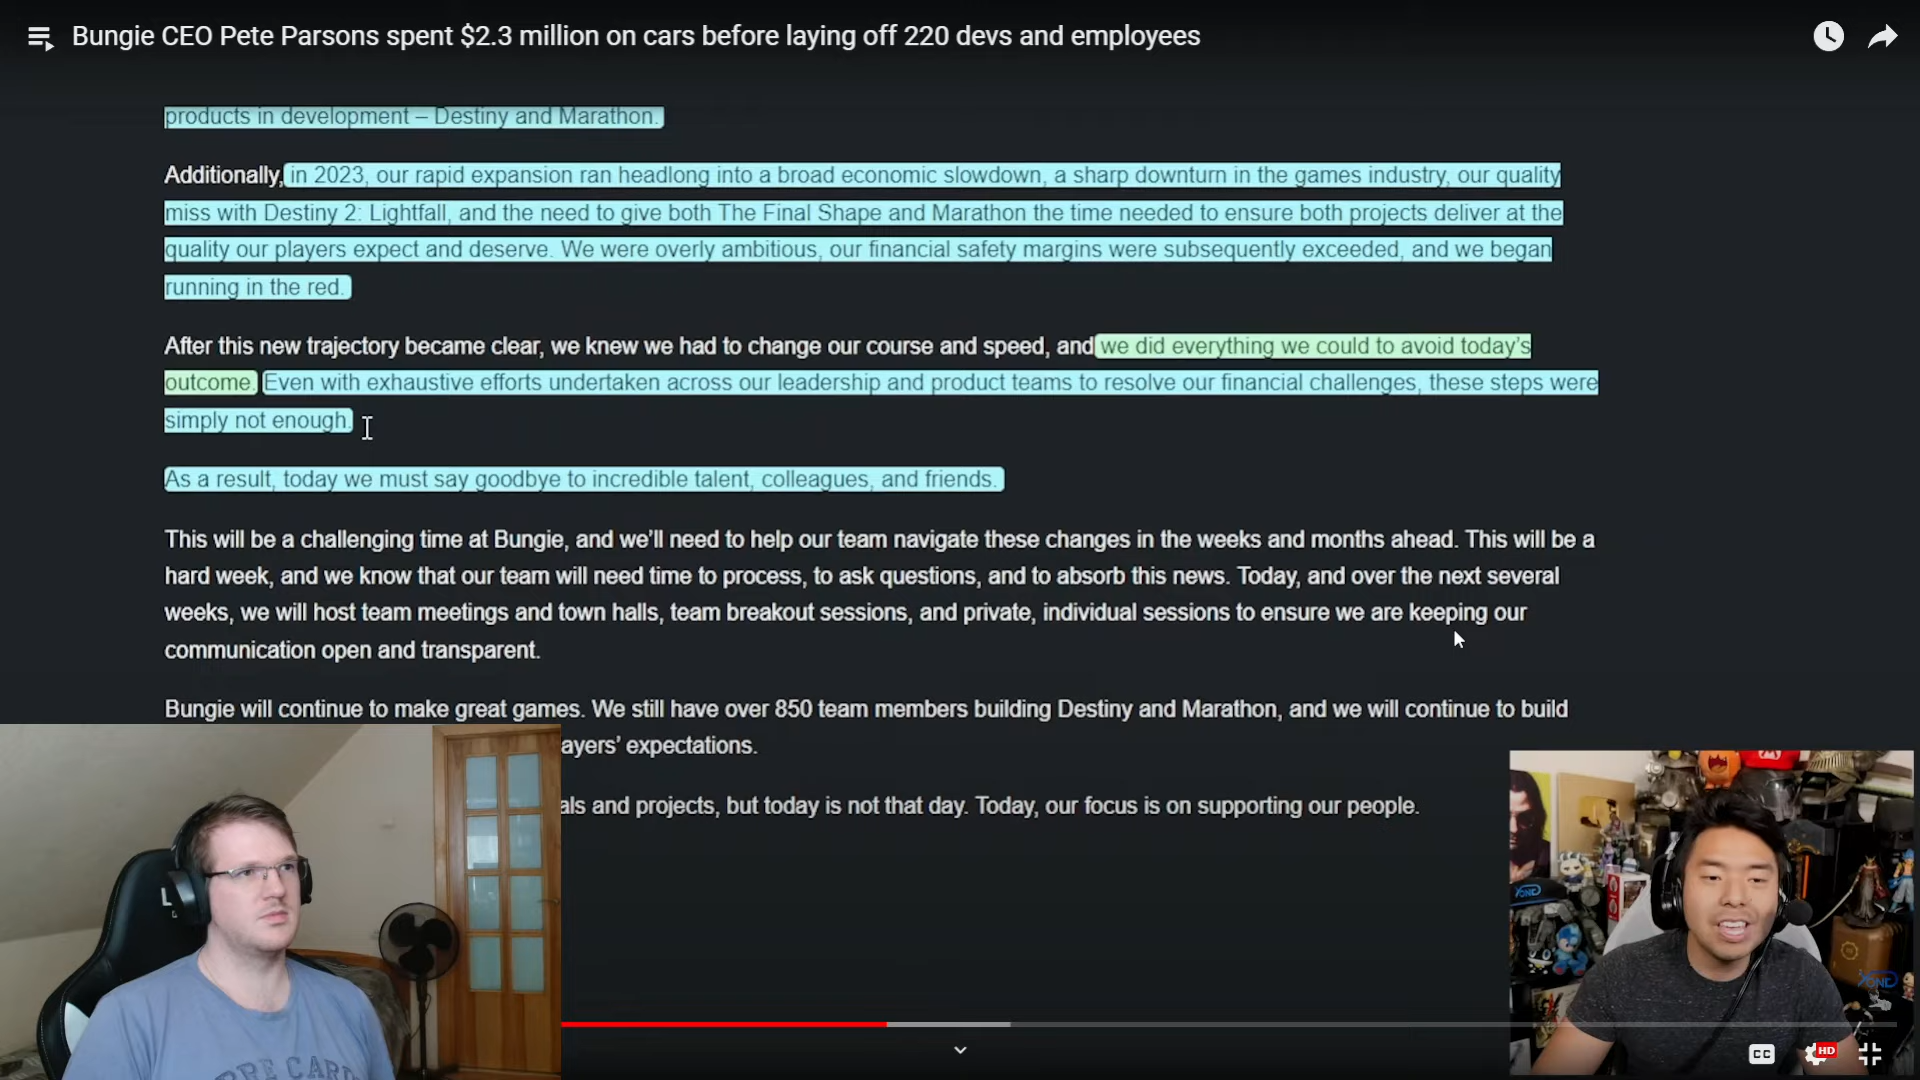 Bungie CEO Pete Parsons spent $2.3 million on cars before laying off 220 devs and employees
products in development – Destiny and Marathon.
Additionally, in 2023, our rapid expansion ran headlong into a broad economic slowdown, a sharp downturn in the games industry, our quality
miss with Destiny 2: Lightfall, and the need to give both The Final Shape and Marathon the time needed to ensure both projects deliver at the
quality our players expect and deserve. We were overly ambitious, our financial safety margins were subsequently exceeded, and we began
running in the red.
After this new trajectory became clear, we knew we had to change our course and speed, and we did everything we could to avoid today's
outcome. Even with exhaustive efforts undertaken across our leadership and product teams to resolve our financial challenges, these steps were
simply not enough.
As a result, today we must say goodbye to incredible talent, colleagues, and friends.
This will be a challenging time at Bungie, and we'll need to help our team navigate these changes in the weeks and months ahead. This will be a
hard week, and we know that our team will need time to process, to ask questions, and to absorb this news. Today, and over the next several
weeks, we will host team meetings and town halls, team breakout sessions, and private, individual sessions to ensure we are keeping our
communication open and transparent.
Bungie will continue to make great games. We still have over 850 team members building Destiny and Marathon, and we will continue to build
ayers' expectations.
als and projects, but today is not that day. Today, our focus is on supporting our people.
CC
HD